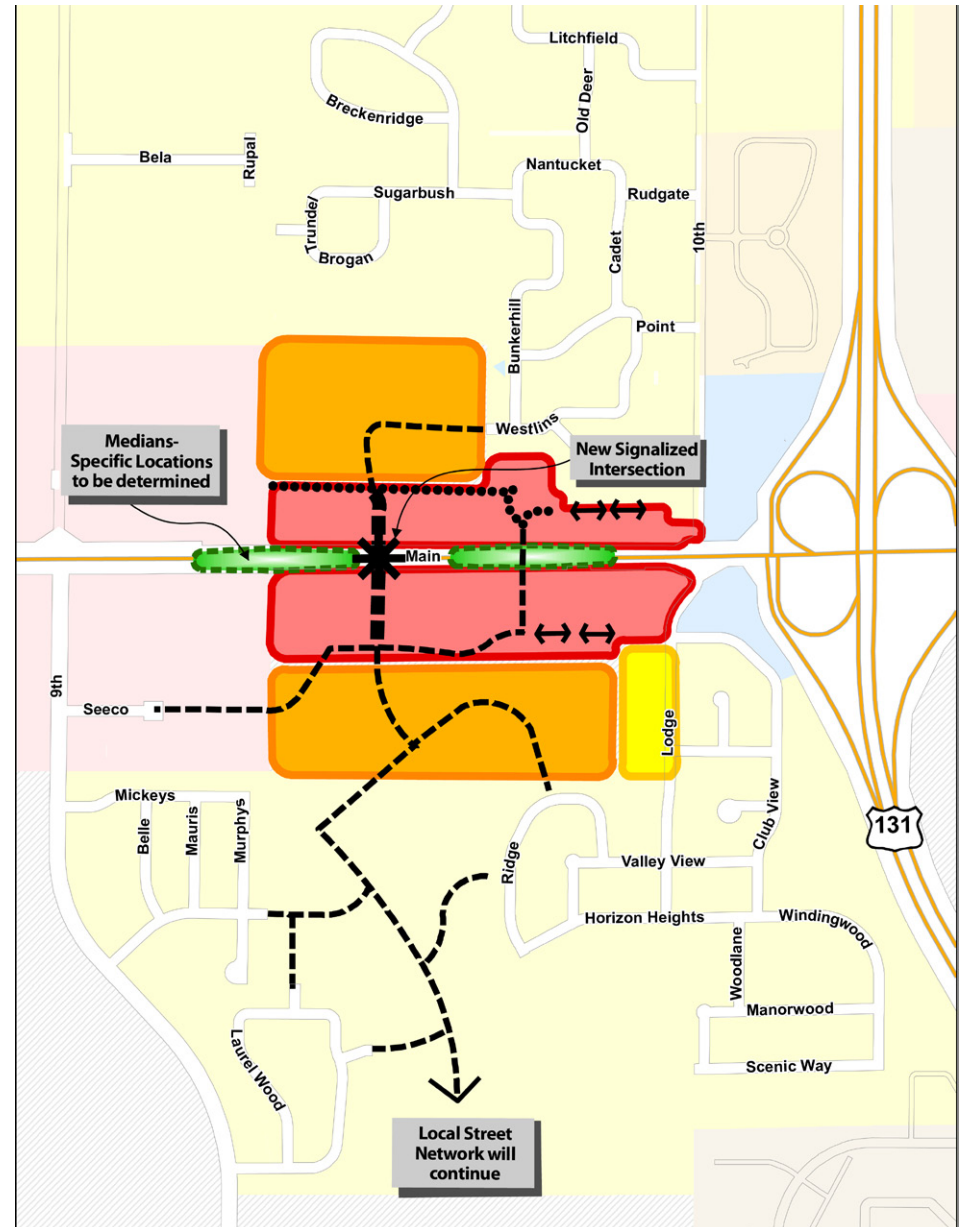 Litchfield
Old Deer
Breckenridge
Bela
Rupal
Nantucket
Sugarbush
Rudgate
Trunde/
Brogan
Cadet
10th
Bunkerhill
Point
Westlins
Medians-
Specific Locations
to be determined
New Signalized
Intersection
Main
9th
Seeco
Lodge
Mickeys
Belle
Mauris
Murphys
Club View
131
Ridge
Valley View
Horizon Heights
Windingwood
Woodlane
Manorwood
Laurel Wood
Scenic Way
Local Street
Network will
continue